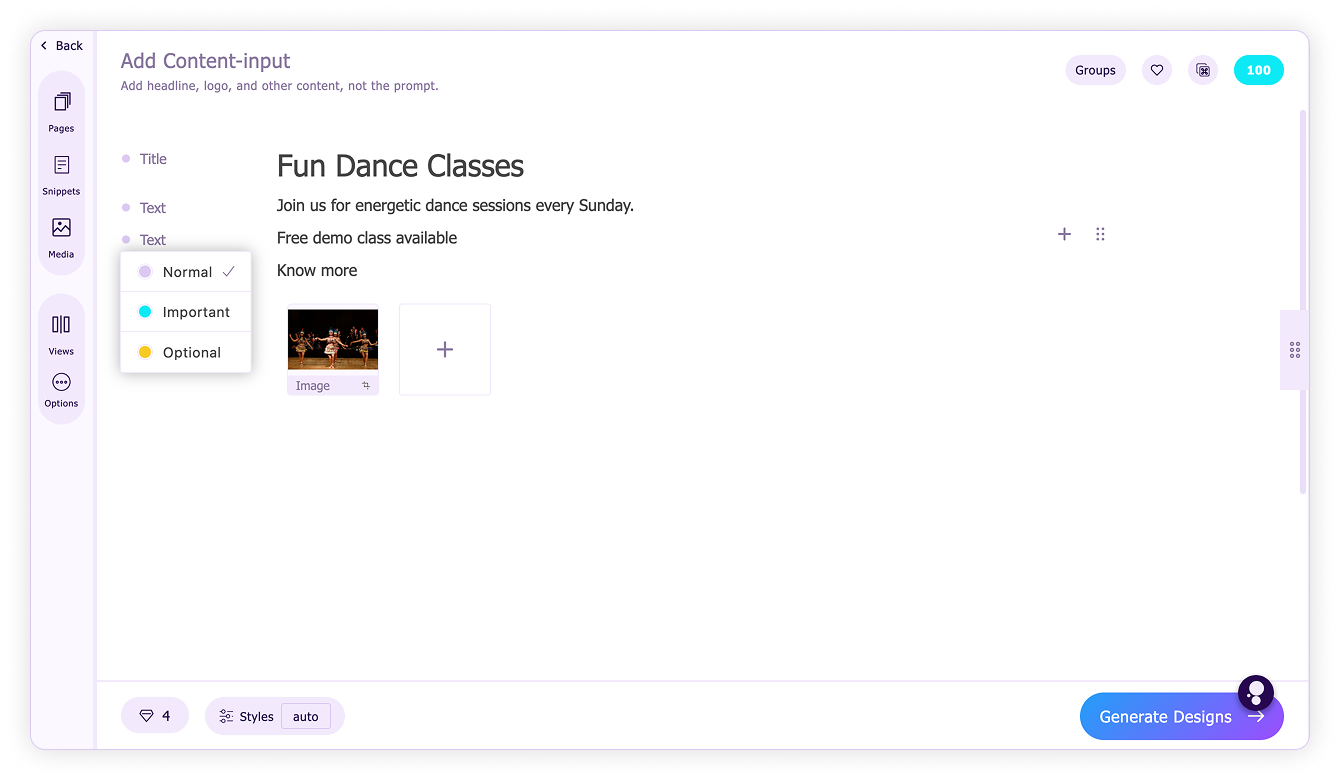 Back
Add Content-input
Add headline, logo, and other content, not the prompt.
Groups
100
Pages
Snippets
Media
Views
Options
Title
Fun Dance Classes
Text
Join us for energetic dance sessions every Sunday.
Text
Free demo class available
Know more
Normal
Important
Optional
Image
4
Styles
auto
Generate Designs